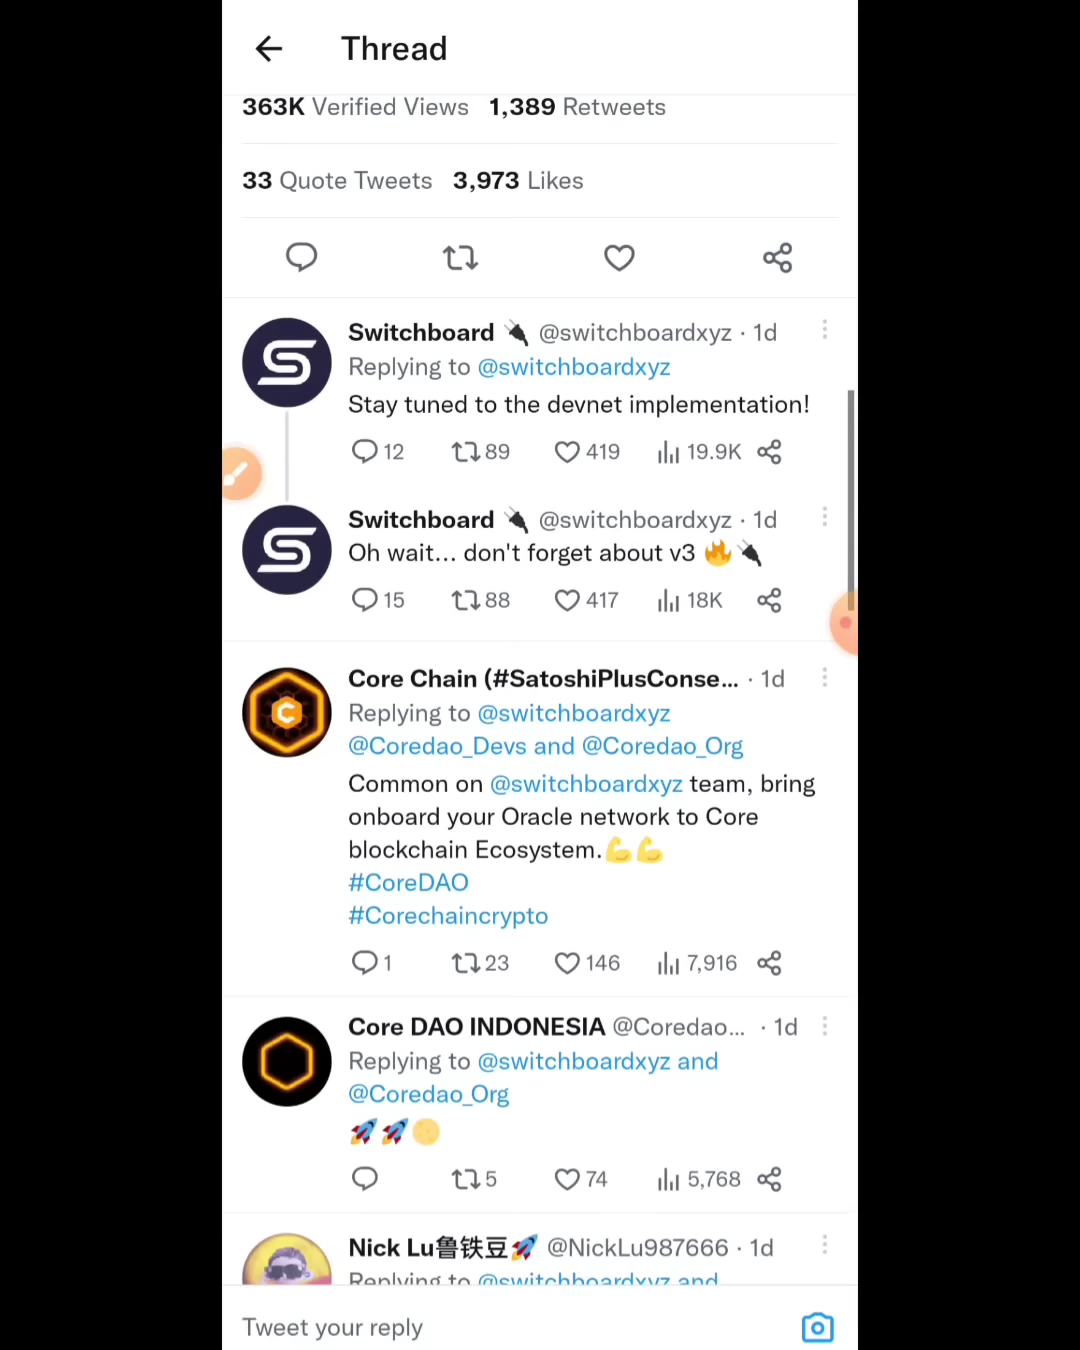 Thread
363K Verified Views 1,389 Retweets
33 Quote Tweets 3,973 Likes
Switchboard 🔌 @switchboardxyz · 1d
Replying to @switchboardxyz
Stay tuned to the devnet implementation!
12 89 419 19.9K
Switchboard 🔌 @switchboardxyz · 1d
Oh wait... don't forget about v3 🔥🔌
15 88 417 18K
Core Chain (#SatoshiPlusConse... · 1d
Replying to @switchboardxyz
@Coredao_Devs and @Coredao_Org
Common on @switchboardxyz team, bring
onboard your Oracle network to Core
blockchain Ecosystem.💪💪
#CoreDAO
#Corechaincrypto
1 23 146 7,916
Core DAO INDONESIA @Coredao... · 1d
Replying to @switchboardxyz and
@Coredao_Org
🚀🚀🌕
5 74 5,768
Nick Lu鲁铁豆🚀 @NickLu987666 · 1d
Replying to @switchboardxyz and
Tweet your reply